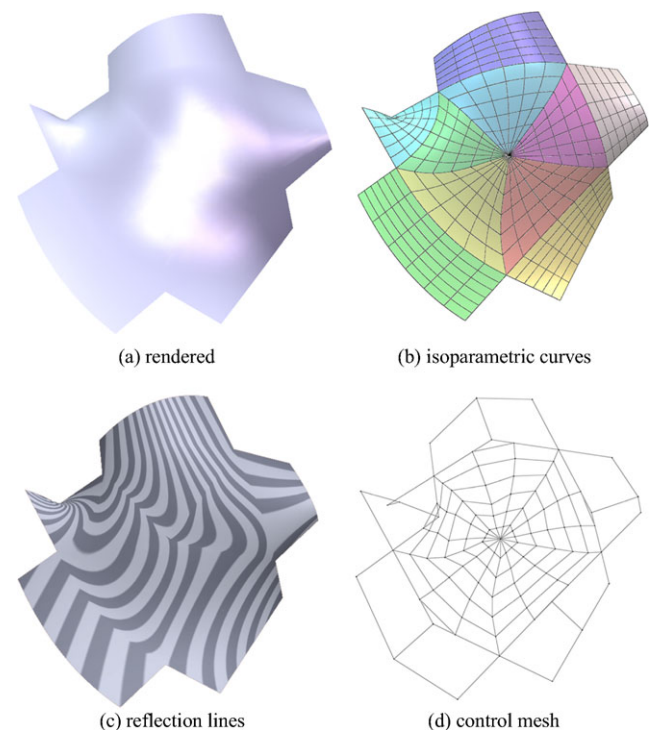 (a) rendered
(b) isoparametric curves
(c) reflection lines
(d) control mesh